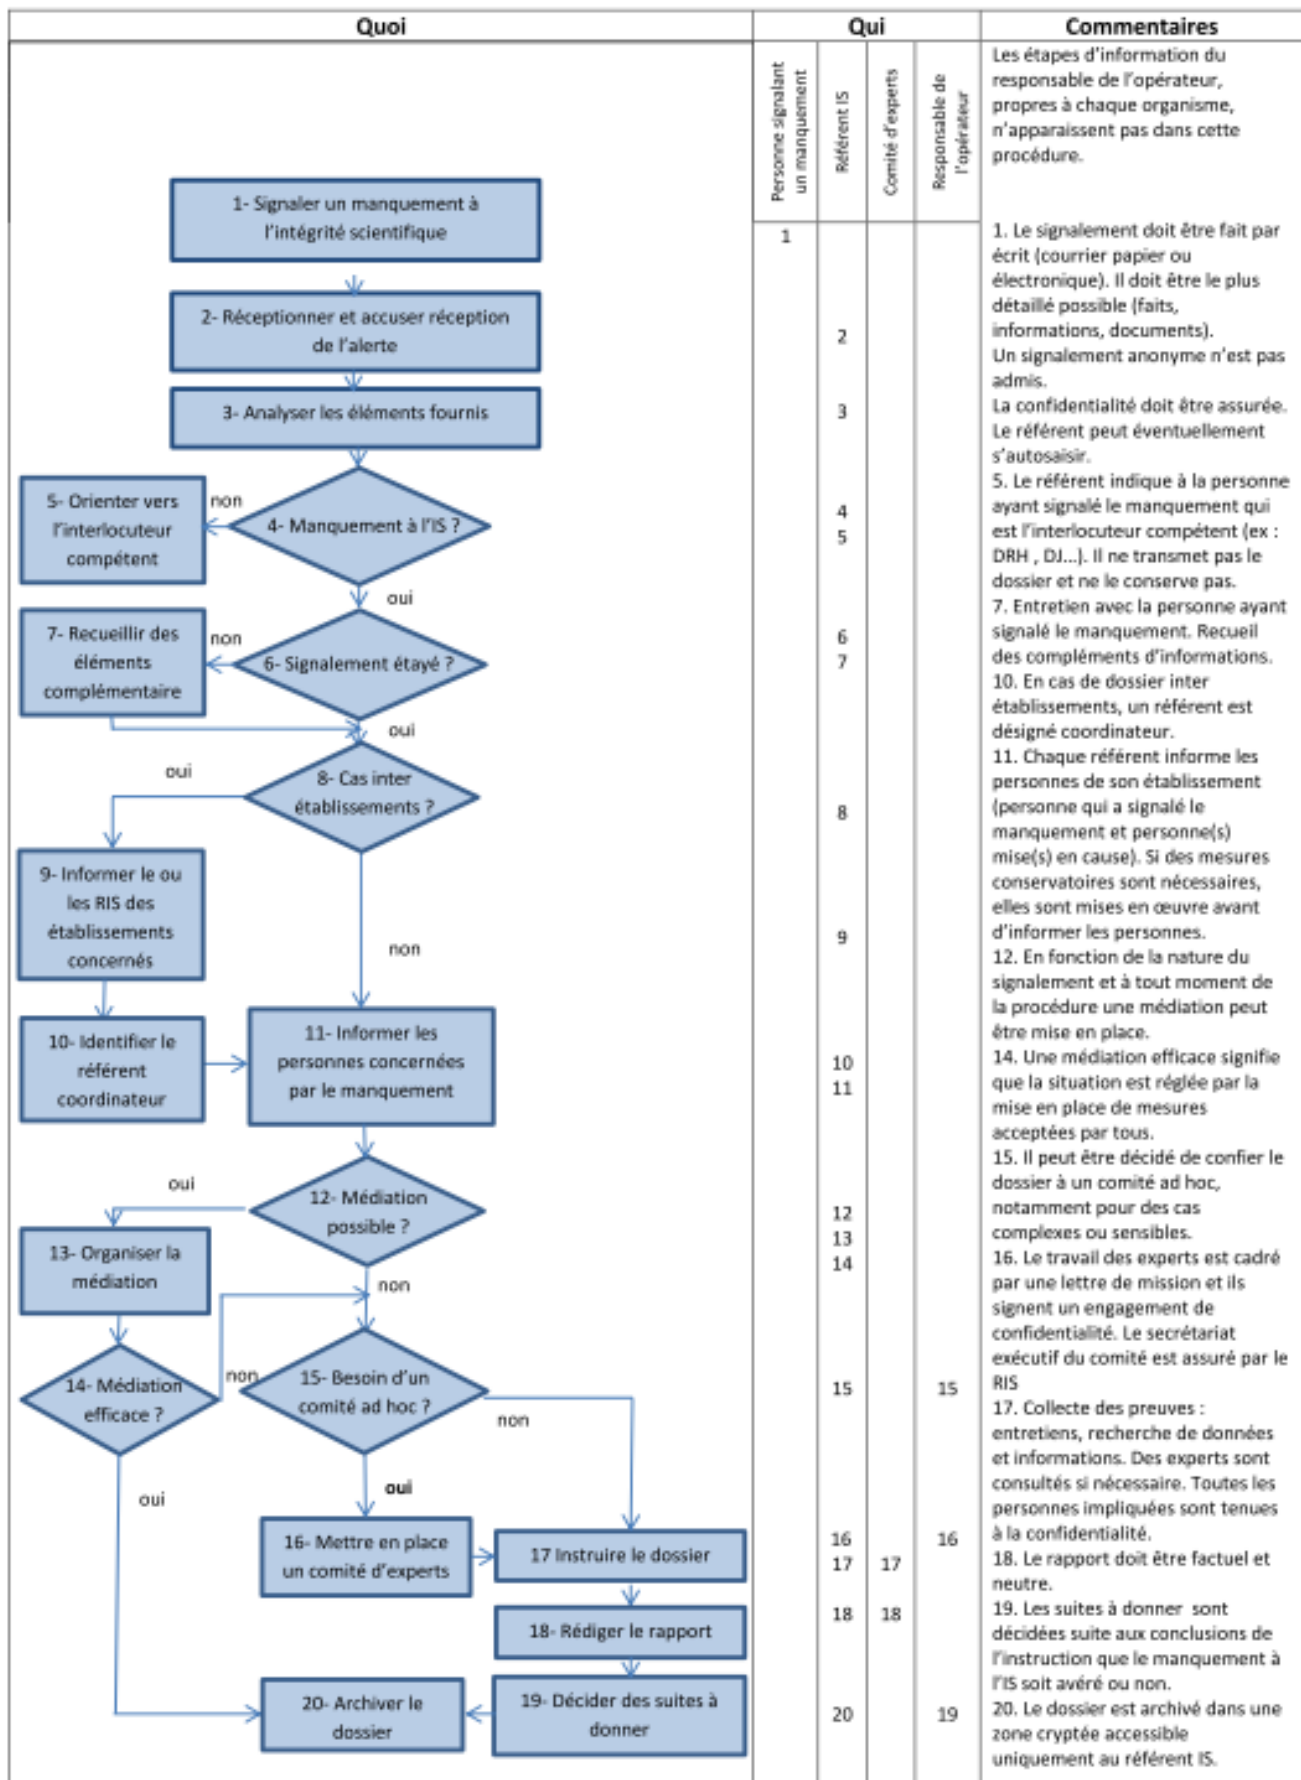 Quoi
Qui
Commentaires
Personne signalant
un manquement
Référent IS
Comité d'experts
Responsable de
l'opérateur
Les étapes d'information du
responsable de l'opérateur,
propres à chaque organisme,
n'apparaissent pas dans cette
procédure.
1- Signaler un manquement à
l'intégrité scientifique
2- Réceptionner et accuser réception
de l'alerte
3- Analyser les éléments fournis
4- Manquement à l'IS ?
non
5- Orienter vers
l'interlocuteur
compétent
oui
6- Signalement étayé ?
non
7- Recueillir des
éléments
complémentaire
oui
8- Cas inter
établissements ?
oui
9- Informer le ou
les RIS des
établissements
concernés
non
10- Identifier le
référent
coordinateur
11- Informer les
personnes concernées
par le manquement
12- Médiation
possible ?
oui
13- Organiser la
médiation
non
14- Médiation
efficace ?
non
15- Besoin d'un
comité ad hoc ?
non
oui
oui
16- Mettre en place
un comité d'experts
17 Instruire le dossier
18- Rédiger le rapport
19- Décider des suites à
donner
20- Archiver le
dossier
1
2
3
4
5
6
7
8
9
10
11
12
13
14
15 15
16 16
17 17
18 18
20 19
1. Le signalement doit être fait par
écrit (courrier papier ou
électronique). Il doit être le plus
détaillé possible (faits,
informations, documents).
Un signalement anonyme n'est pas
admis.
La confidentialité doit être assurée.
Le référent peut éventuellement
s'autosaisir.
5. Le référent indique à la personne
ayant signalé le manquement qui
est l'interlocuteur compétent (ex :
DRH , DJ...). Il ne transmet pas le
dossier et ne le conserve pas.
7. Entretien avec la personne ayant
signalé le manquement. Recueil
des compléments d'informations.
10. En cas de dossier inter
établissements, un référent est
désigné coordinateur.
11. Chaque référent informe les
personnes de son établissement
(personne qui a signalé le
manquement et personne(s)
mise(s) en cause). Si des mesures
conservatoires sont nécessaires,
elles sont mises en œuvre avant
d'informer les personnes.
12. En fonction de la nature du
signalement et à tout moment de
la procédure une médiation peut
être mise en place.
14. Une médiation efficace signifie
que la situation est réglée par la
mise en place de mesures
acceptées par tous.
15. Il peut être décidé de confier le
dossier à un comité ad hoc,
notamment pour des cas
complexes ou sensibles.
16. Le travail des experts est cadré
par une lettre de mission et ils
signent un engagement de
confidentialité. Le secrétariat
exécutif du comité est assuré par le
RIS
17. Collecte des preuves :
entretiens, recherche de données
et informations. Des experts sont
consultés si nécessaire. Toutes les
personnes impliquées sont tenues
à la confidentialité.
18. Le rapport doit être factuel et
neutre.
19. Les suites à donner sont
décidées suite aux conclusions de
l'instruction que le manquement à
l'IS soit avéré ou non.
20. Le dossier est archivé dans une
zone cryptée accessible
uniquement au référent IS.